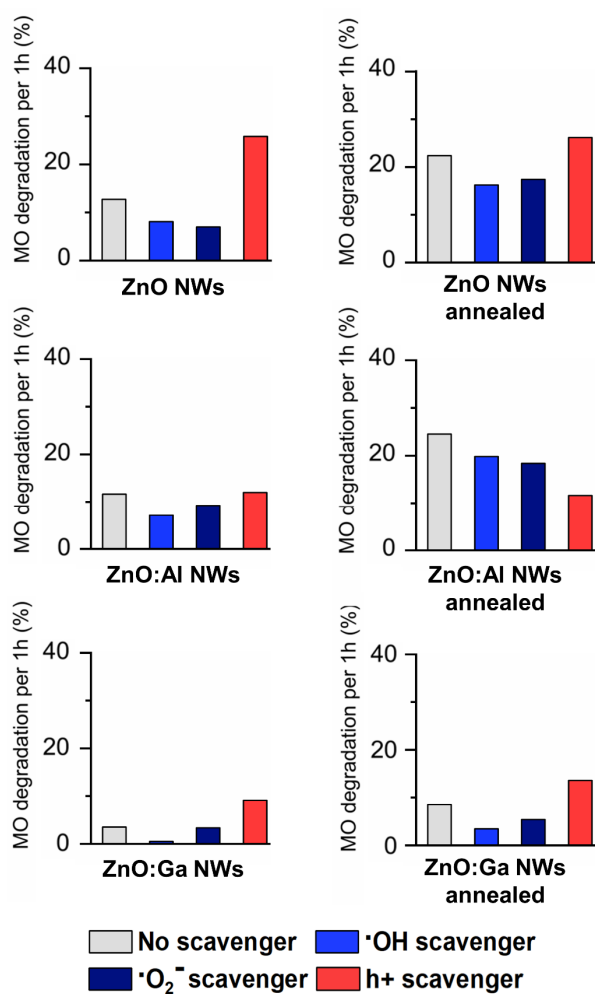 MO degradation per 1h (%)
40
20
0
ZnO NWs
MO degradation per 1h (%)
40
20
0
ZnO NWs
annealed
MO degradation per 1h (%)
40
20
0
ZnO:Al NWs
MO degradation per 1h (%)
40
20
0
ZnO:Al NWs
annealed
MO degradation per 1h (%)
40
20
0
ZnO:Ga NWs
MO degradation per 1h (%)
40
20
0
ZnO:Ga NWs
annealed
No scavenger
·OH scavenger
·O₂⁻ scavenger
h+ scavenger